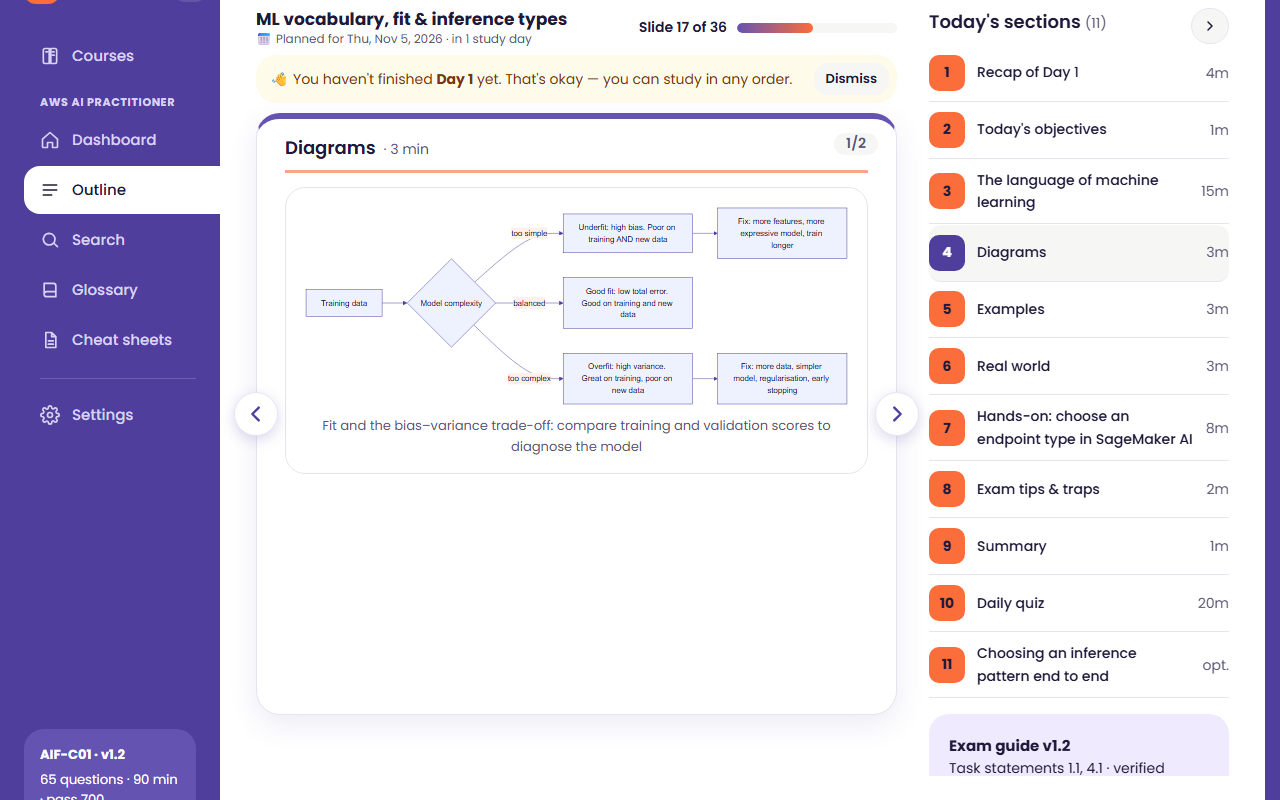 Courses
AWS AI PRACTITIONER
Dashboard
Outline
Search
Glossary
Cheat sheets
Settings
AIF-C01 · v1.2
65 questions · 90 min
· pass 700
ML vocabulary, fit & inference types
Planned for Thu, Nov 5, 2026 · in 1 study day
Slide 17 of 36
You haven't finished Day 1 yet. That's okay — you can study in any order.
Dismiss
Diagrams · 3 min
1/2
Training data
Model complexity
too simple
balanced
too complex
Underfit: high bias. Poor on
training AND new data
Fix: more features, more
expressive model, train
longer
Good fit: low total error.
Good on training and new
data
Overfit: high variance.
Great on training, poor on
new data
Fix: more data, simpler
model, regularisation, early
stopping
Fit and the bias–variance trade-off: compare training and validation scores to
diagnose the model
Today's sections (11)
1 Recap of Day 1 4m
2 Today's objectives 1m
3 The language of machine
learning 15m
4 Diagrams 3m
5 Examples 3m
6 Real world 3m
7 Hands-on: choose an
endpoint type in SageMaker AI 8m
8 Exam tips & traps 2m
9 Summary 1m
10 Daily quiz 20m
11 Choosing an inference
pattern end to end opt.
Exam guide v1.2
Task statements 1.1, 4.1 · verified